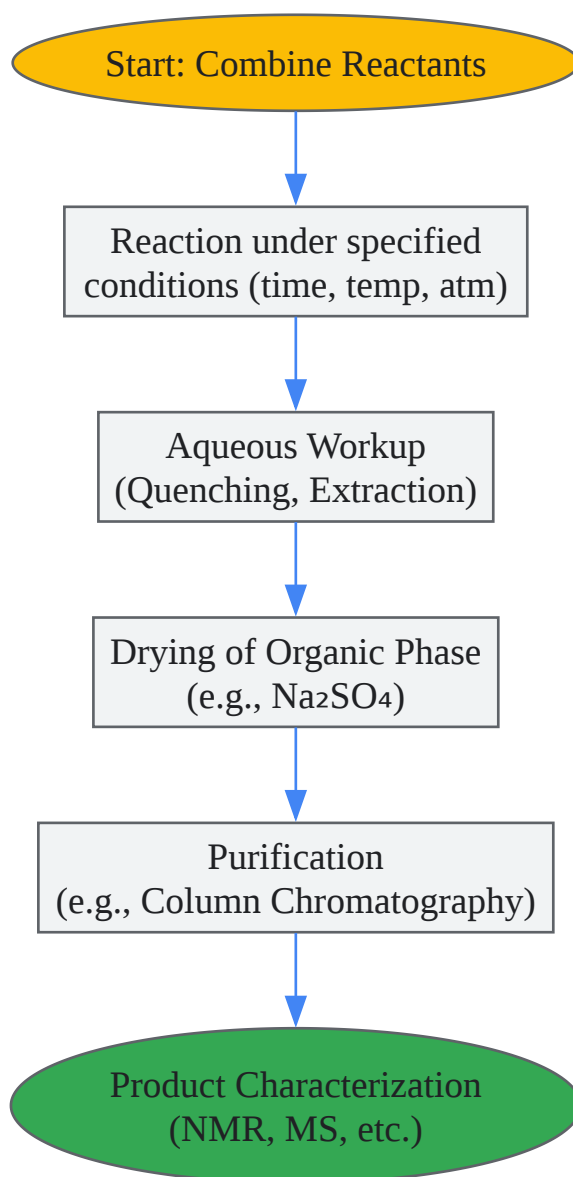 Start: Combine Reactants
Reaction under specified
conditions (time, temp, atm)
Aqueous Workup
(Quenching, Extraction)
Drying of Organic Phase
(e.g., Na₂SO₄)
Purification
(e.g., Column Chromatography)
Product Characterization
(NMR, MS, etc.)